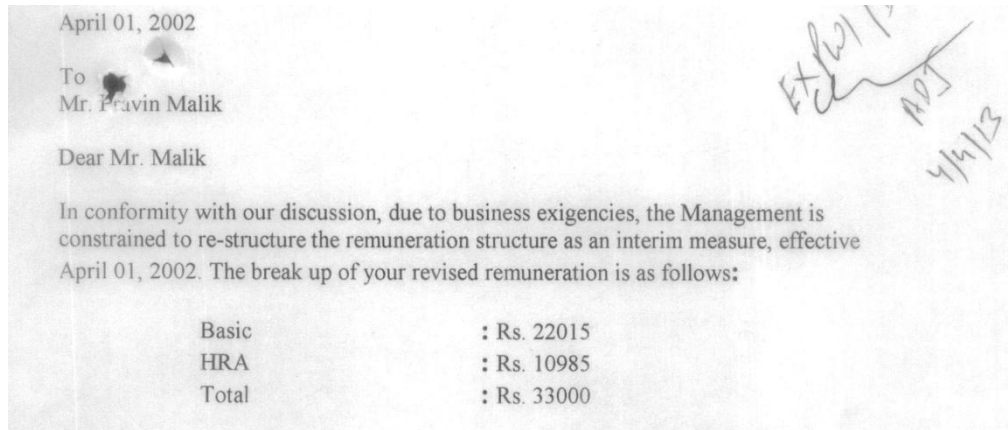 April 01, 2002
To
Mr. Pravin Malik
Dear Mr. Malik
In conformity with our discussion, due to business exigencies, the Management is
constrained to re-structure the remuneration structure as an interim measure, effective
April 01, 2002. The break up of your revised remuneration is as follows:
Basic : Rs. 22015
HRA : Rs. 10985
Total : Rs. 33000
ADJ
4/4/13